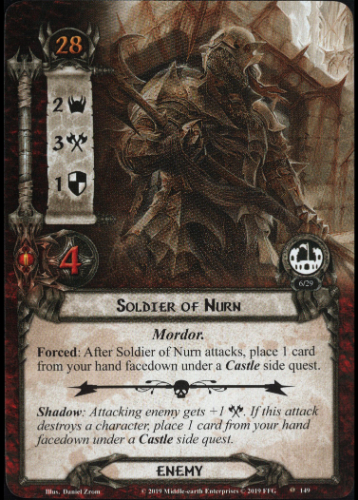 28
2
3
1
4
6/29
SOLDIER OF NURN
Mordor.
Forced: After Soldier of Nurn attacks, place 1 card
from your hand facedown under a Castle side quest.
Shadow: Attacking enemy gets +1 . If this attack
destroys a character, place 1 card from your hand
facedown under a Castle side quest.
ENEMY
Illus. Daniel Zrom
© 2019 Middle-earth Enterprises © 2019 FFG
149